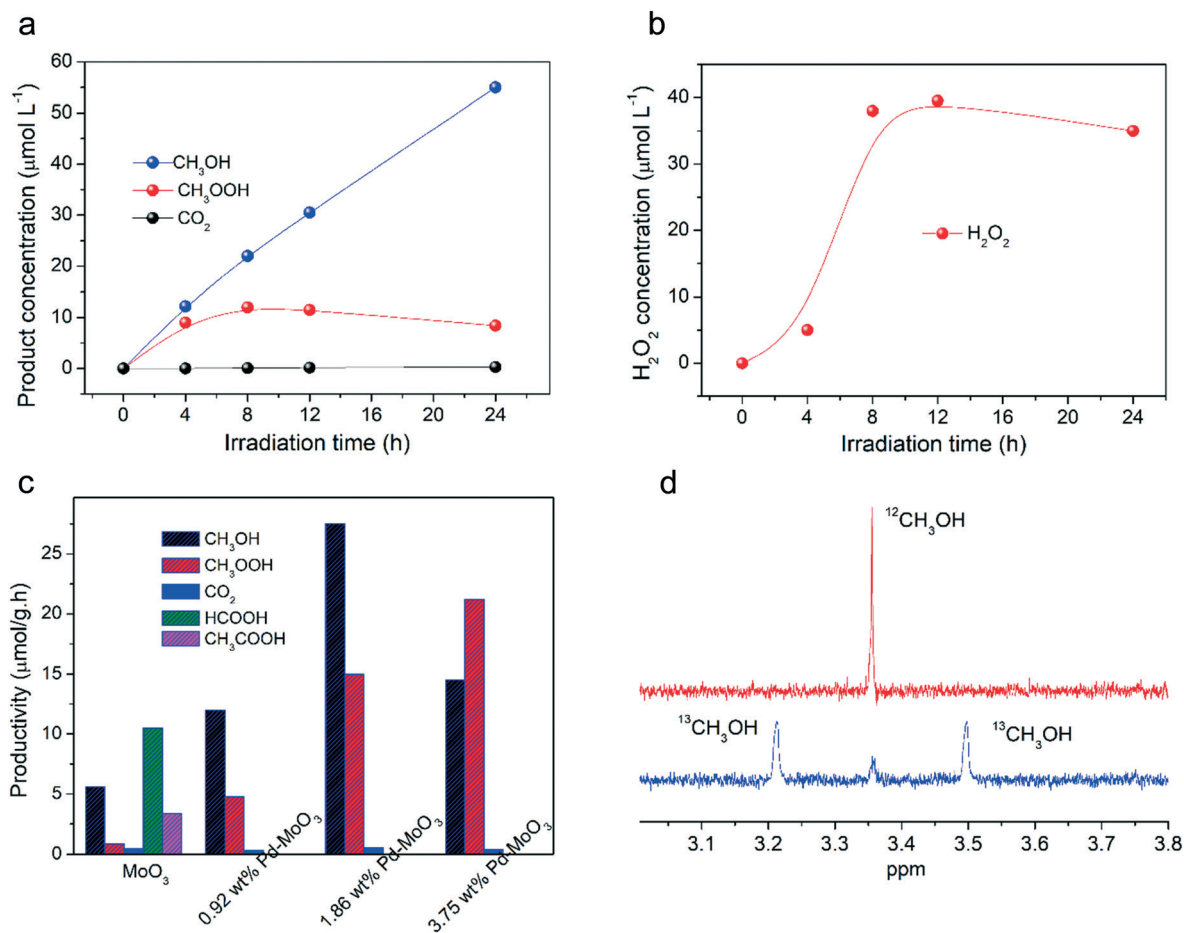 a
Product concentration (μmol L⁻¹)
60
50
40
30
20
10
0
CH₃OH
CH₃OOH
CO₂
0 4 8 12 16 20 24
Irradiation time (h)
b
H₂O₂ concentration (μmol L⁻¹)
40
30
20
10
0
H₂O₂
0 4 8 12 16 20 24
Irradiation time (h)
c
Productivity (μmol/g.h)
25
20
15
10
5
0
CH₃OH
CH₃OOH
CO₂
HCOOH
CH₃COOH
MoO₃
0.92 wt% Pd-MoO₃
1.86 wt% Pd-MoO₃
3.75 wt% Pd-MoO₃
d
¹²CH₃OH
¹³CH₃OH ¹³CH₃OH
3.1 3.2 3.3 3.4 3.5 3.6 3.7 3.8
ppm